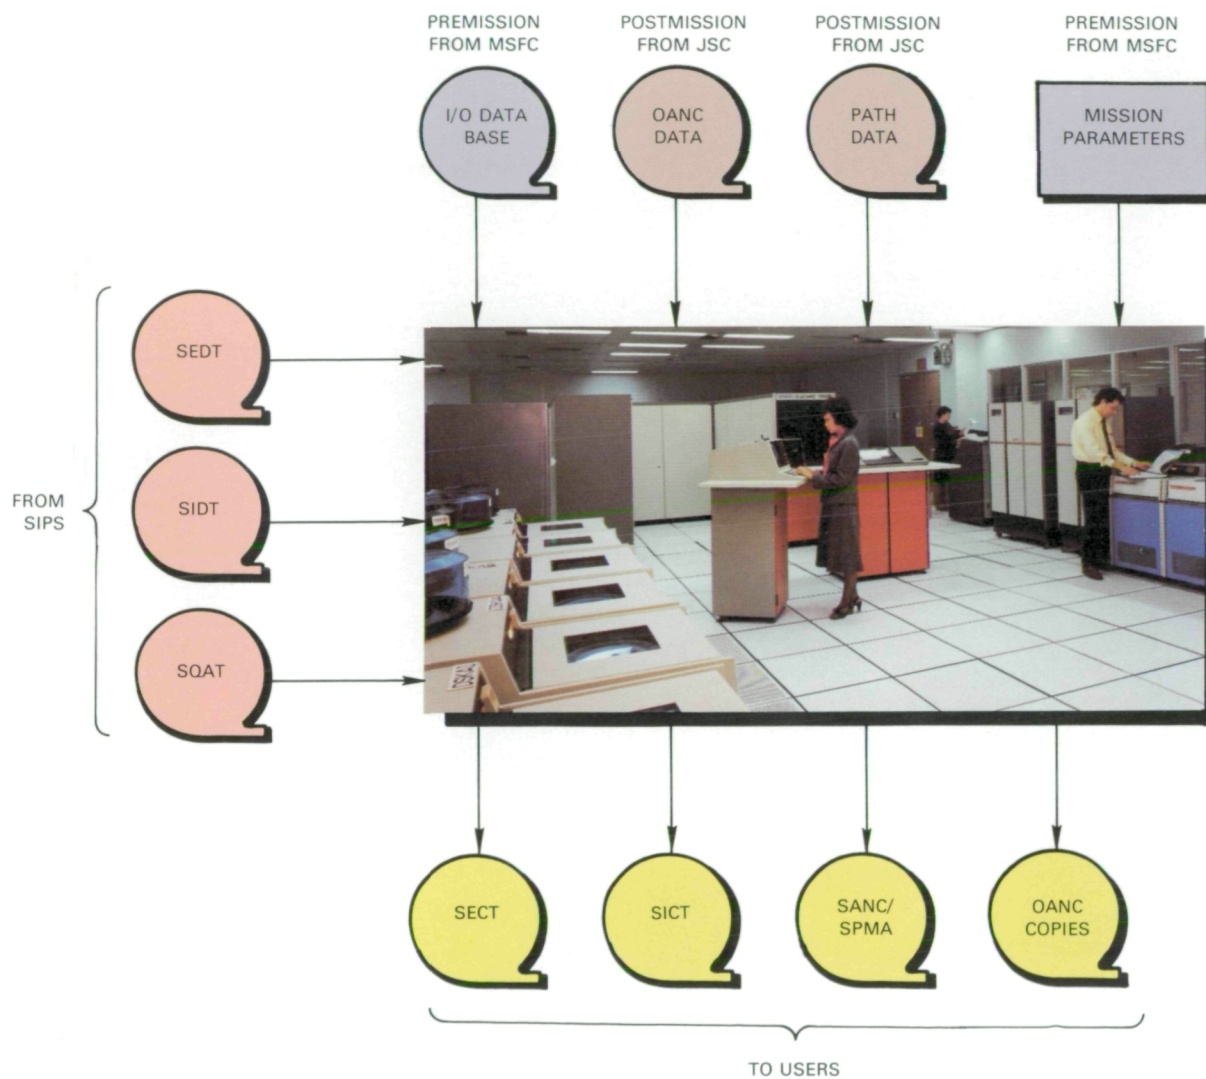 PREMISSION
FROM MSFC
POSTMISSION
FROM JSC
POSTMISSION
FROM JSC
PREMISSION
FROM MSFC
I/O DATA
BASE
OANC
DATA
PATH
DATA
MISSION
PARAMETERS
SEDT
FROM
SIPS
SIDT
SQAT
SECT
SICT
SANC/
SPMA
OANC
COPIES
TO USERS